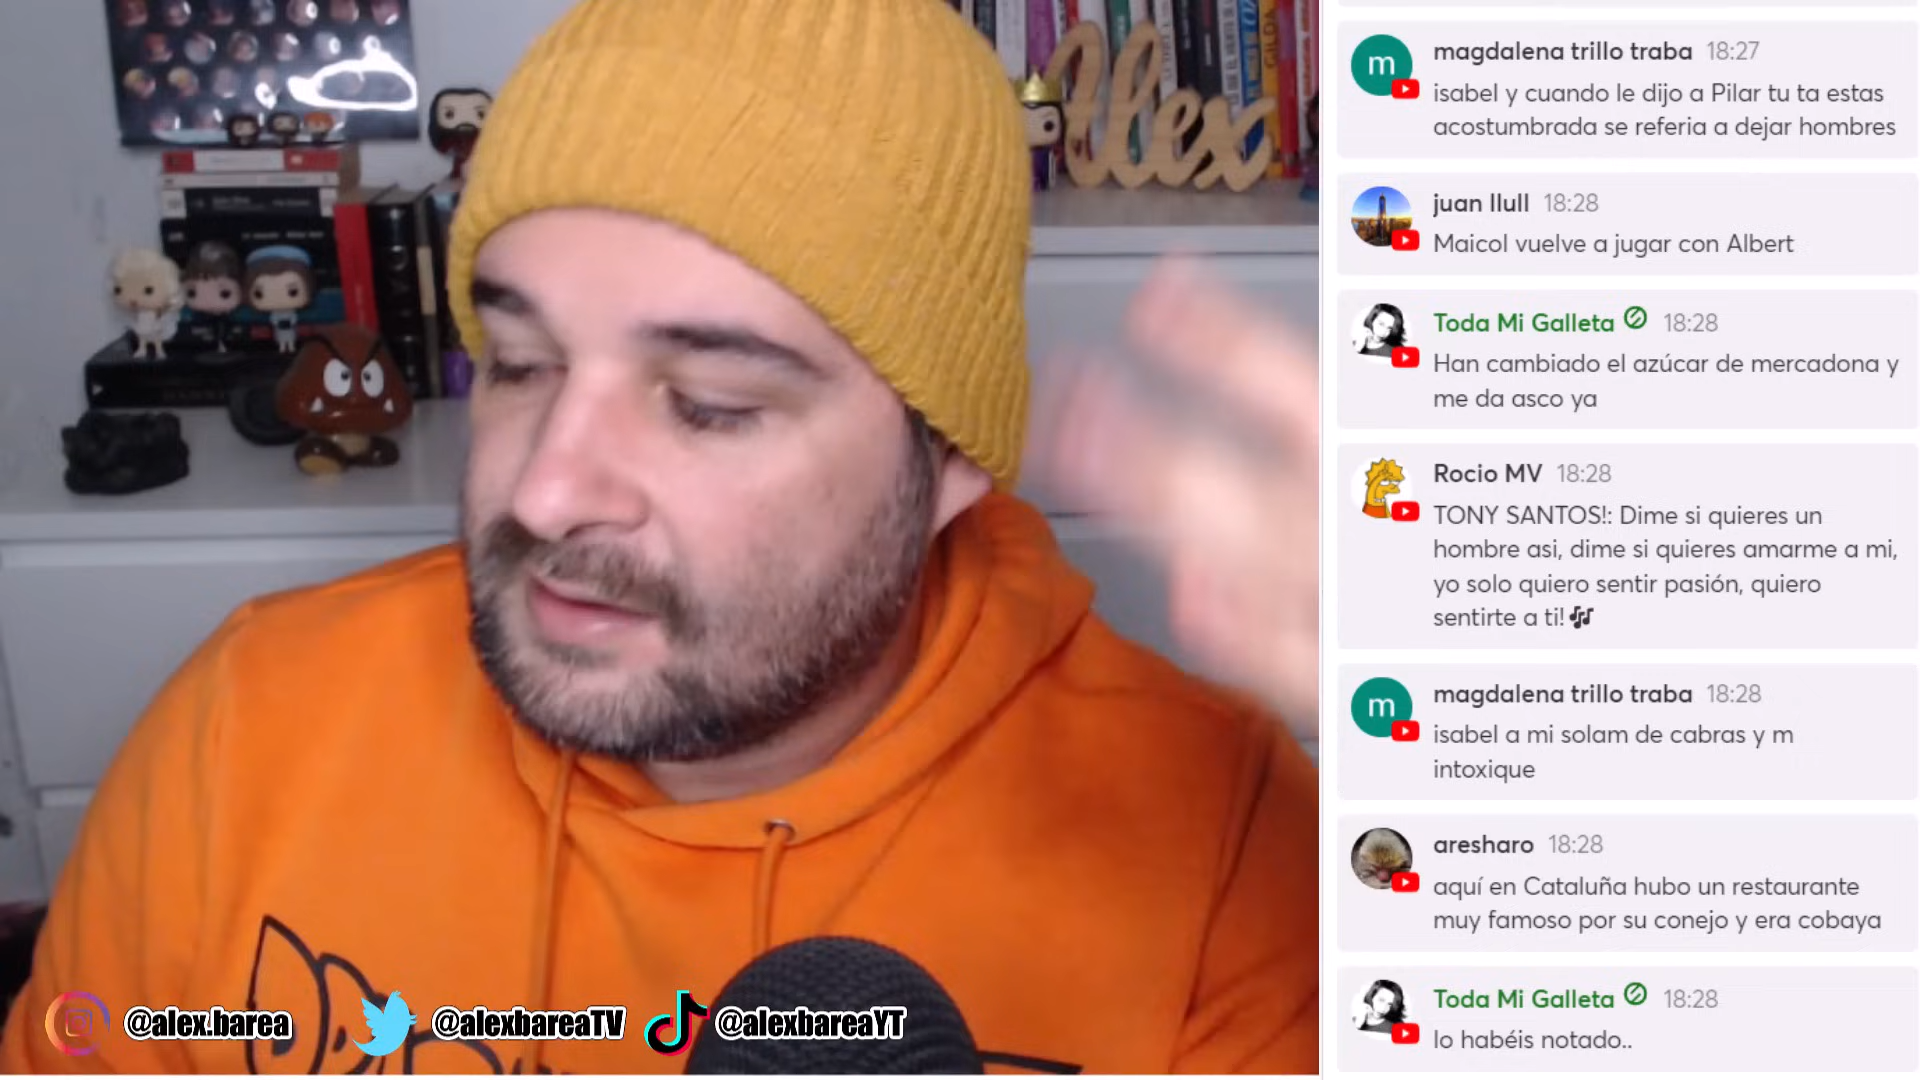 Alex
GILDA
@alex.barea
@alexbareaTV
@alexbareaYT
m
magdalena trillo traba 18:27
isabel y cuando le dijo a Pilar tu ta estas
acostumbrada se referia a dejar hombres
juan llull 18:28
Maicol vuelve a jugar con Albert
Toda Mi Galleta 18:28
Han cambiado el azúcar de mercadona y
me da asco ya
Rocio MV 18:28
TONY SANTOS!: Dime si quieres un
hombre asi, dime si quieres amarme a mi,
yo solo quiero sentir pasión, quiero
sentirte a ti!🎶
m
magdalena trillo traba 18:28
isabel a mi solam de cabras y m
intoxique
aresharo 18:28
aquí en Cataluña hubo un restaurante
muy famoso por su conejo y era cobaya
Toda Mi Galleta 18:28
lo habéis notado..